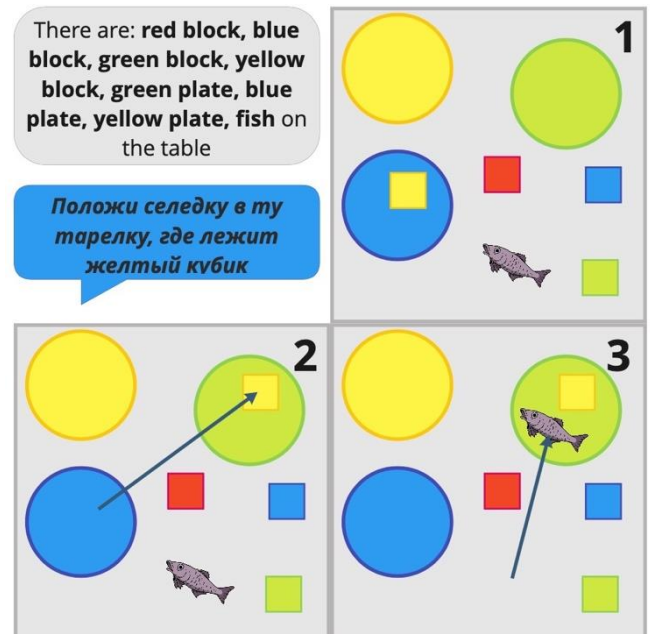 There are: red block, blue
block, green block, yellow
block, green plate, blue
plate, yellow plate, fish on
the table
Положи селедку в ту
тарелку, где лежит
желтый кубик
1
2
3